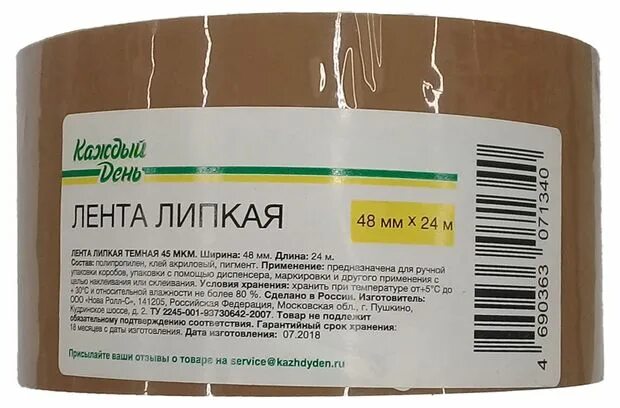 Каждый
День
ЛЕНТА ЛИПКАЯ
48 мм x 24 м
ЛЕНТА ЛИПКАЯ ТЕМНАЯ 45 МКМ. Ширина: 48 мм. Длина: 24 м.
Состав: полипропилен, клей акриловый, пигмент. Применение: предназначена для ручной
упаковки коробов, упаковки с помощью диспенсера, маркировки и другого применения с
целью наклеивания или склеивания. Условия хранения: хранить при температуре от+5°C до
+ 30°C и относительной влажности не более 80 %. Сделано в России. Изготовитель:
ООО «Нова Ролл-С», 141205, Российская Федерация, Московская обл., г. Пушкино,
Кудринское шоссе, д. 2. ТУ 2245-001-93730642-2007. Товар не подлежит
обязательному подтверждению соответствия. Гарантийный срок хранения:
18 месяцев с даты изготовления. Дата изготовления: 07.2018
Присылайте ваши отзывы о товаре на service@kazhdyden.ru
4 690363 071340